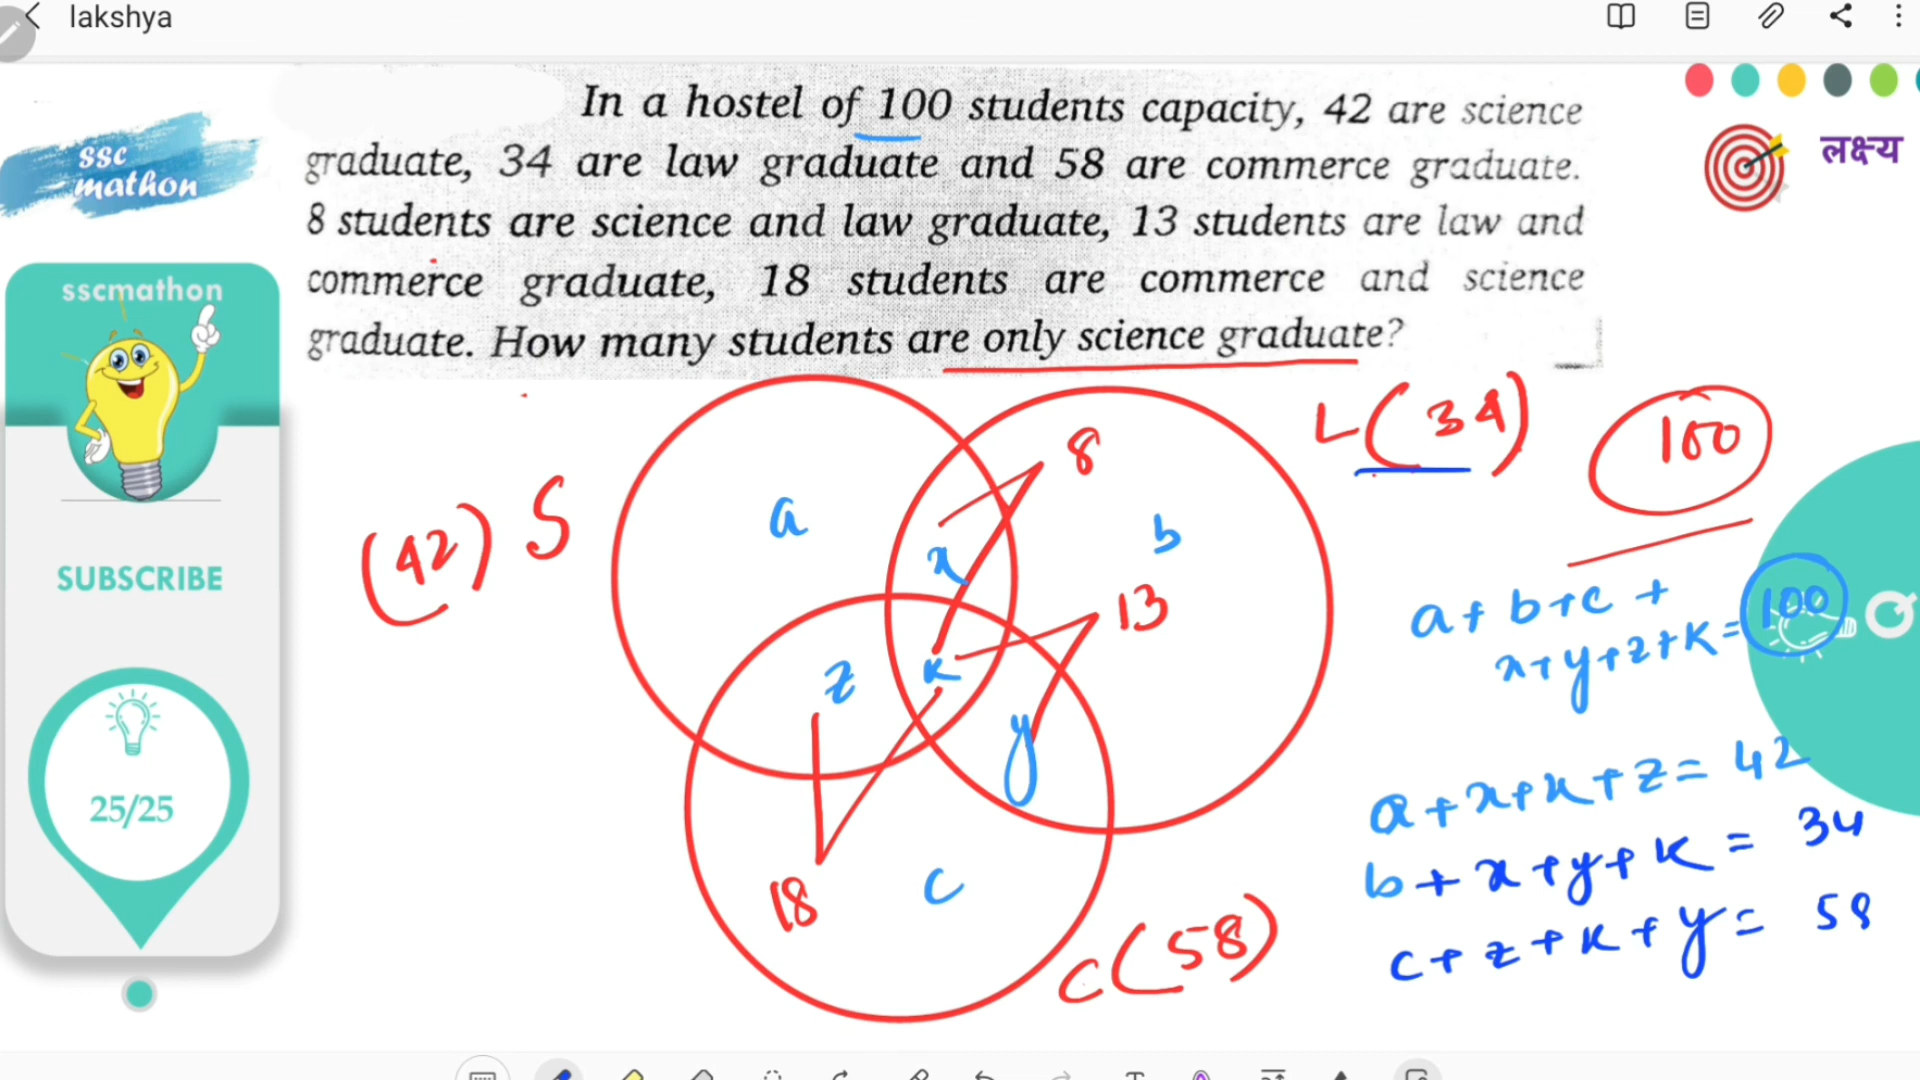 lakshya
In a hostel of 100 students capacity, 42 are science
graduate, 34 are law graduate and 58 are commerce graduate.
8 students are science and law graduate, 13 students are law and
commerce graduate, 18 students are commerce and science
graduate. How many students are only science graduate?
ssc
mathon
लक्ष्य
sscmathon
SUBSCRIBE
25/25
(42) S
L(34)
100
a
x
8
b
13
z
k
y
18
c
C(58)
a+b+c+
x+y+z+k=100
a+x+k+z=42
b+x+y+k=34
c+z+k+y=58